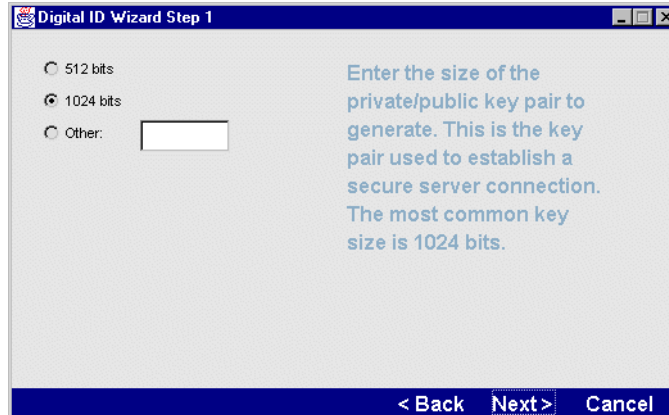 Digital ID Wizard Step 1
512 bits
1024 bits
Other:
Enter the size of the
private/public key pair to
generate. This is the key
pair used to establish a
secure server connection.
The most common key
size is 1024 bits.
< Back Next > Cancel